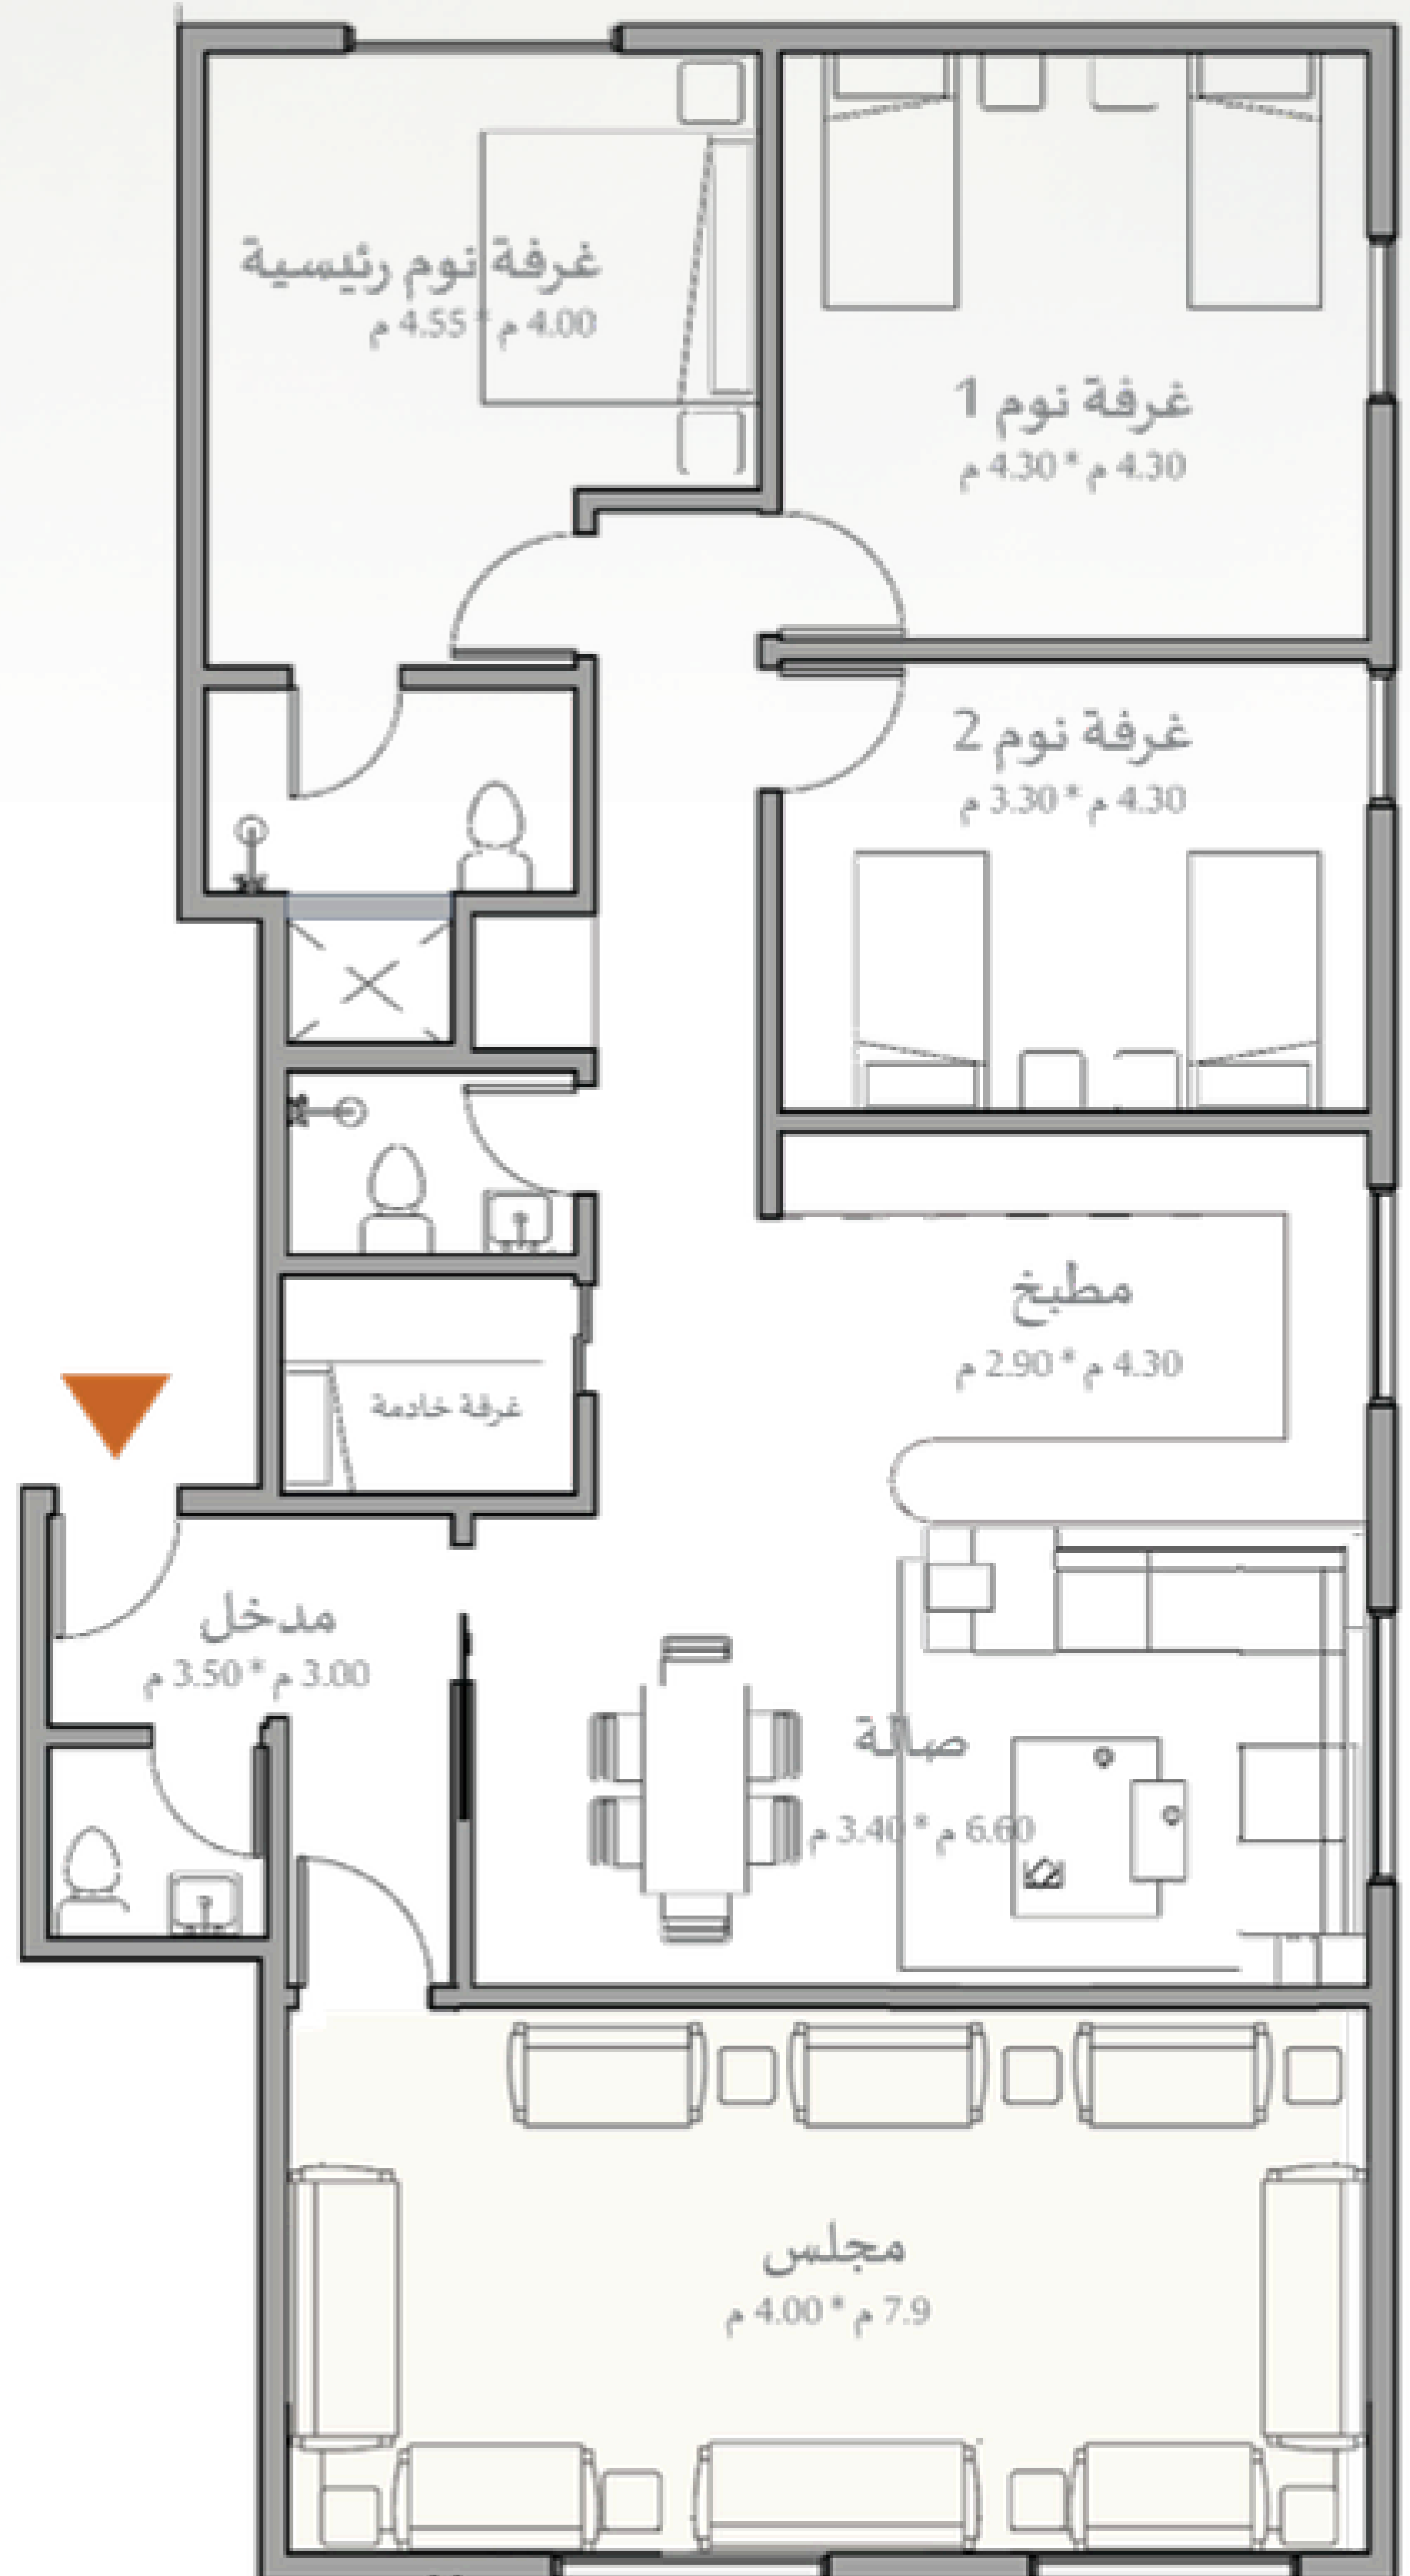 غرفة نوم رئيسية
4.00 م * 4.55 م
غرفة نوم 1
4.30 م * 4.30 م
غرفة نوم 2
4.30 م * 3.30 م
مطبخ
4.30 م * 2.90 م
غرفة خادمة
مدخل
3.00 م * 3.50 م
صالة
6.60 م * 3.40 م
مجلس
7.9 م * 4.00 م